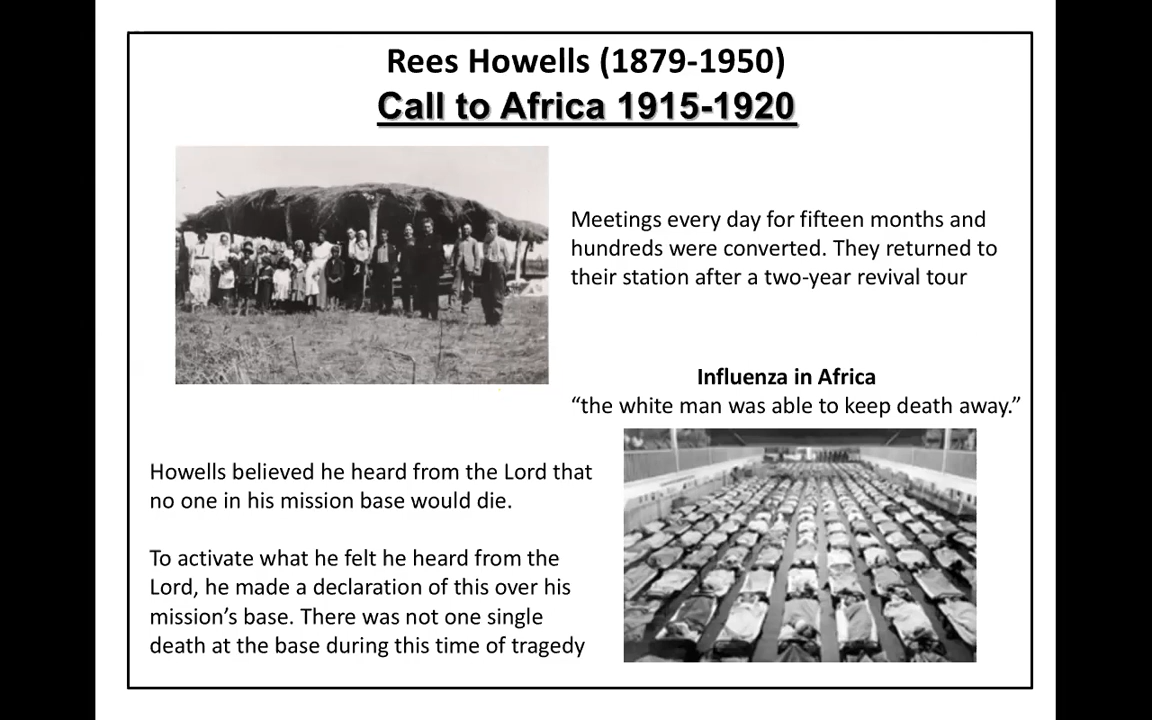 Rees Howells (1879-1950)
Call to Africa 1915-1920
Meetings every day for fifteen months and
hundreds were converted. They returned to
their station after a two-year revival tour
Influenza in Africa
“the white man was able to keep death away.”
Howells believed he heard from the Lord that
no one in his mission base would die.
To activate what he felt he heard from the
Lord, he made a declaration of this over his
mission’s base. There was not one single
death at the base during this time of tragedy